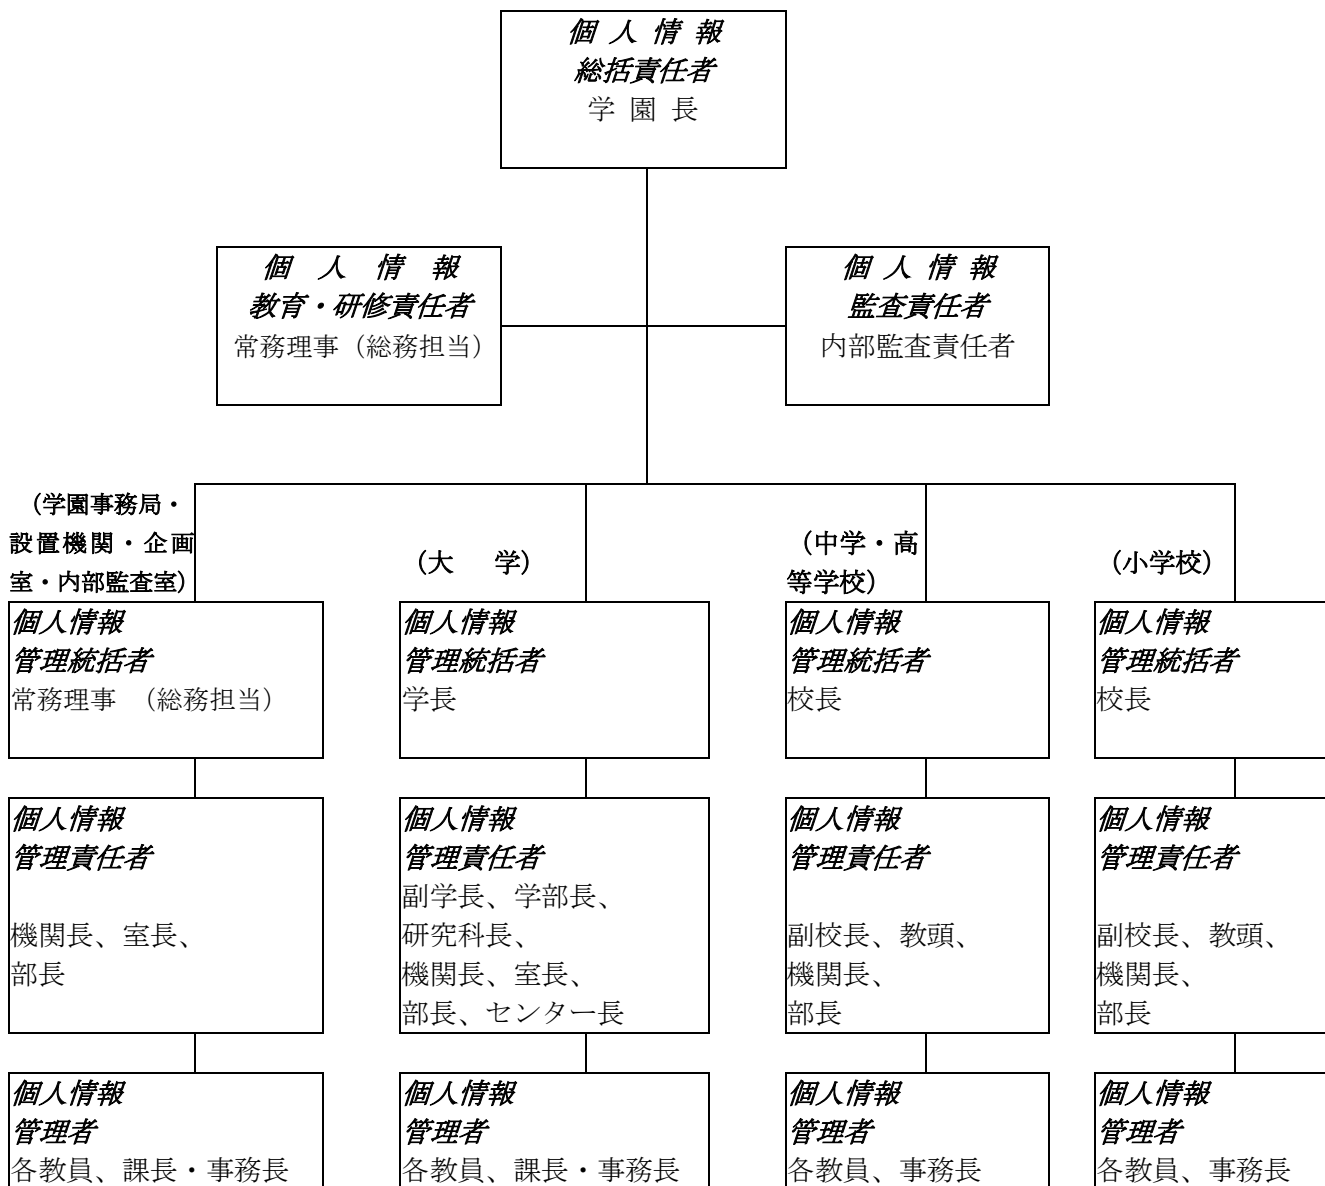 個 人 情 報
総括責任者
学 園 長
個 人 情 報
教育・研修責任者
常務理事（総務担当）
個 人 情 報
監査責任者
内部監査責任者
（学園事務局・
設置機関・企画
室・内部監査室）
個人情報
管理統括者
常務理事 （総務担当）
個人情報
管理責任者
機関長、室長、
部長
個人情報
管理者
各教員、課長・事務長
（大 学）
個人情報
管理統括者
学長
個人情報
管理責任者
副学長、学部長、
研究科長、
機関長、室長、
部長、センター長
個人情報
管理者
各教員、課長・事務長
（中学・高
等学校）
個人情報
管理統括者
校長
個人情報
管理責任者
副校長、教頭、
機関長、
部長
個人情報
管理者
各教員、事務長
（小学校）
個人情報
管理統括者
校長
個人情報
管理責任者
副校長、教頭、
機関長、
部長
個人情報
管理者
各教員、事務長